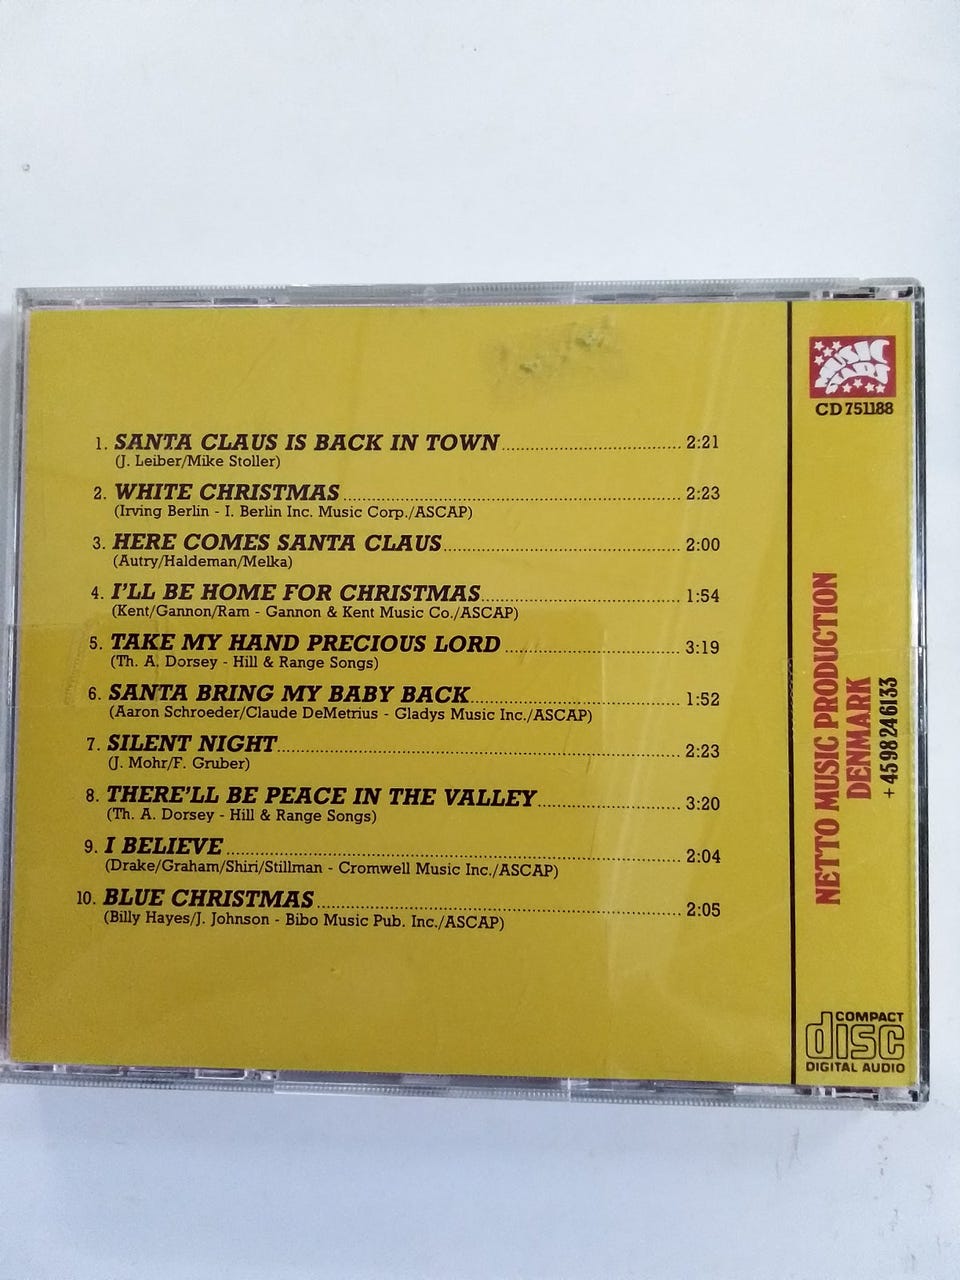 1. SANTA CLAUS IS BACK IN TOWN 2:21
(J. Leiber/Mike Stoller)
2. WHITE CHRISTMAS 2:23
(Irving Berlin - I. Berlin Inc. Music Corp./ASCAP)
3. HERE COMES SANTA CLAUS 2:00
(Autry/Haldeman/Melka)
4. I'LL BE HOME FOR CHRISTMAS 1:54
(Kent/Gannon/Ram - Gannon & Kent Music Co./ASCAP)
5. TAKE MY HAND PRECIOUS LORD 3:19
(Th. A. Dorsey - Hill & Range Songs)
6. SANTA BRING MY BABY BACK 1:52
(Aaron Schroeder/Claude DeMetrius - Gladys Music Inc./ASCAP)
7. SILENT NIGHT 2:23
(J. Mohr/F. Gruber)
8. THERE'LL BE PEACE IN THE VALLEY 3:20
(Th. A. Dorsey - Hill & Range Songs)
9. I BELIEVE 2:04
(Drake/Graham/Shiri/Stillman - Cromwell Music Inc./ASCAP)
10. BLUE CHRISTMAS 2:05
(Billy Hayes/J. Johnson - Bibo Music Pub. Inc./ASCAP)
MUSIC
STARS
CD 751188
NETTO MUSIC PRODUCTION
DENMARK
+45 98 24 61 33
COMPACT
disc
DIGITAL AUDIO